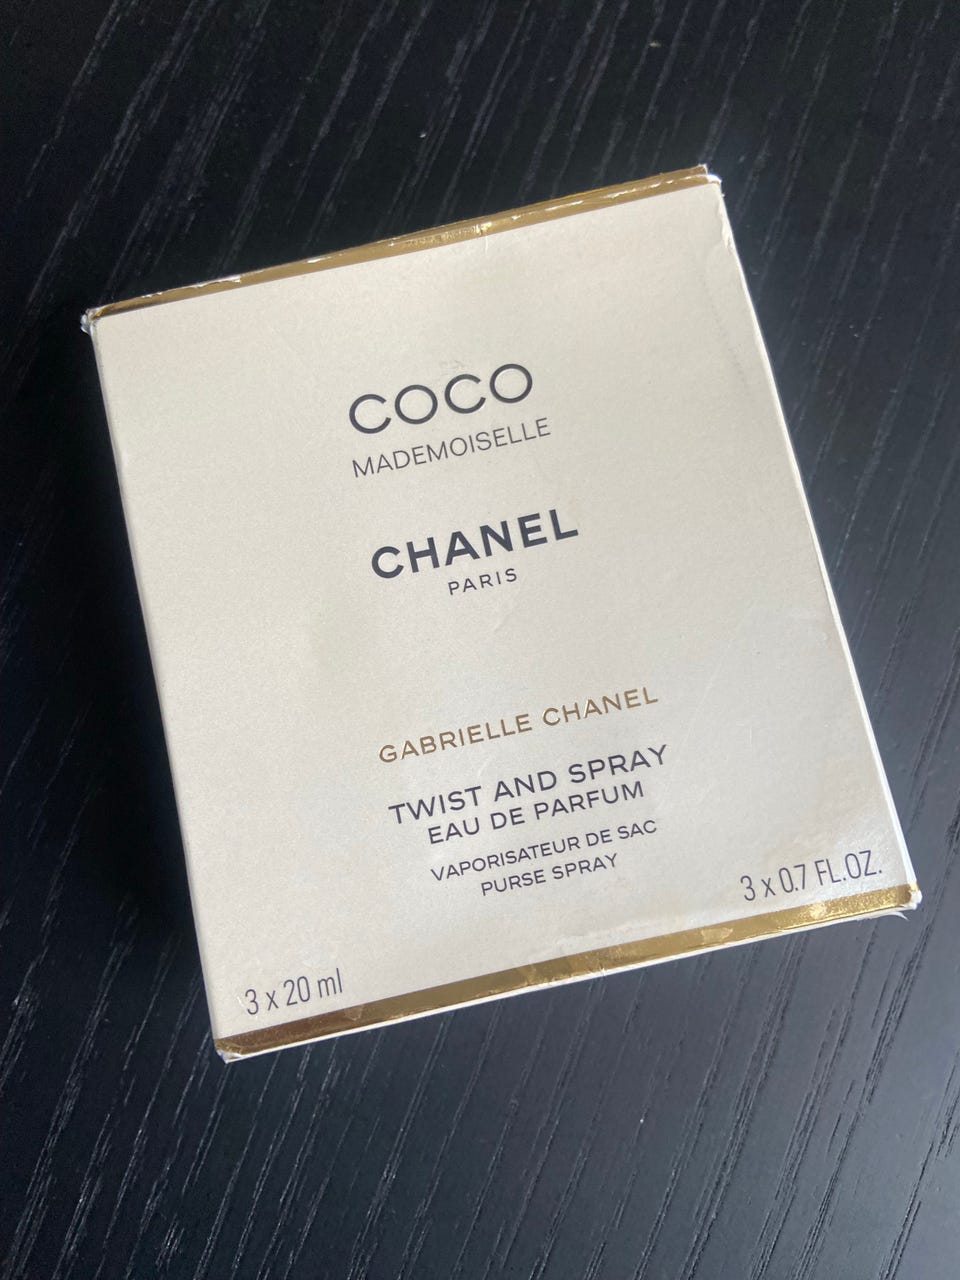 COCO
MADEMOISELLE
CHANEL
PARIS
GABRIELLE CHANEL
TWIST AND SPRAY
EAU DE PARFUM
VAPORISATEUR DE SAC
PURSE SPRAY
3 x 20 ml
3 x 0.7 FL.OZ.